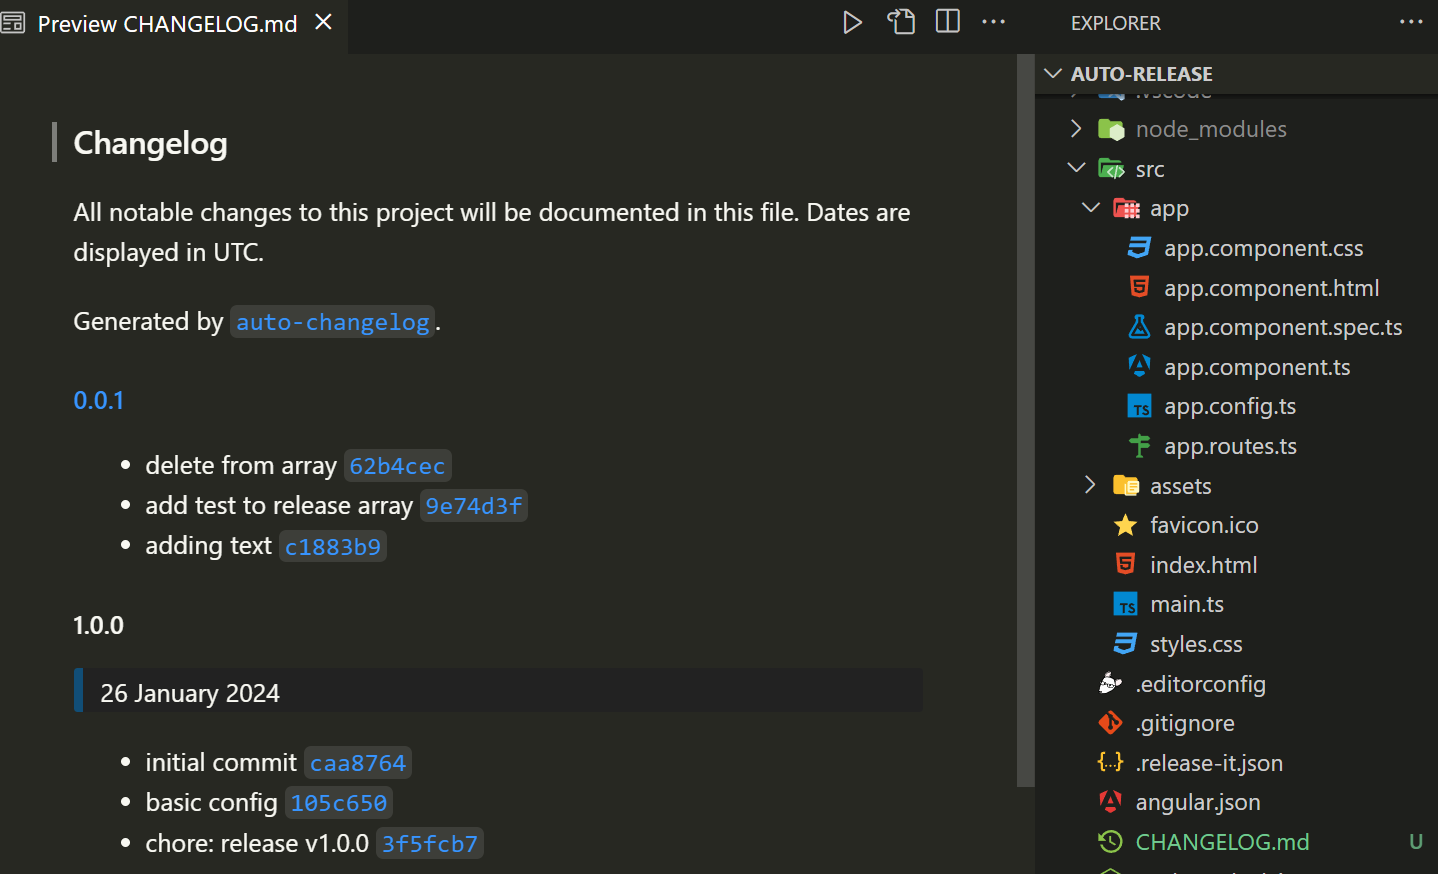 Preview CHANGELOG.md
Changelog
All notable changes to this project will be documented in this file. Dates are
displayed in UTC.
Generated by auto-changelog.
0.0.1
delete from array 62b4cec
add test to release array 9e74d3f
adding text c1883b9
1.0.0
26 January 2024
initial commit caa8764
basic config 105c650
chore: release v1.0.0 3f5fcb7
EXPLORER
AUTO-RELEASE
.vscode
node_modules
src
app
app.component.css
app.component.html
app.component.spec.ts
app.component.ts
app.config.ts
app.routes.ts
assets
favicon.ico
index.html
main.ts
styles.css
.editorconfig
.gitignore
.release-it.json
angular.json
CHANGELOG.md U